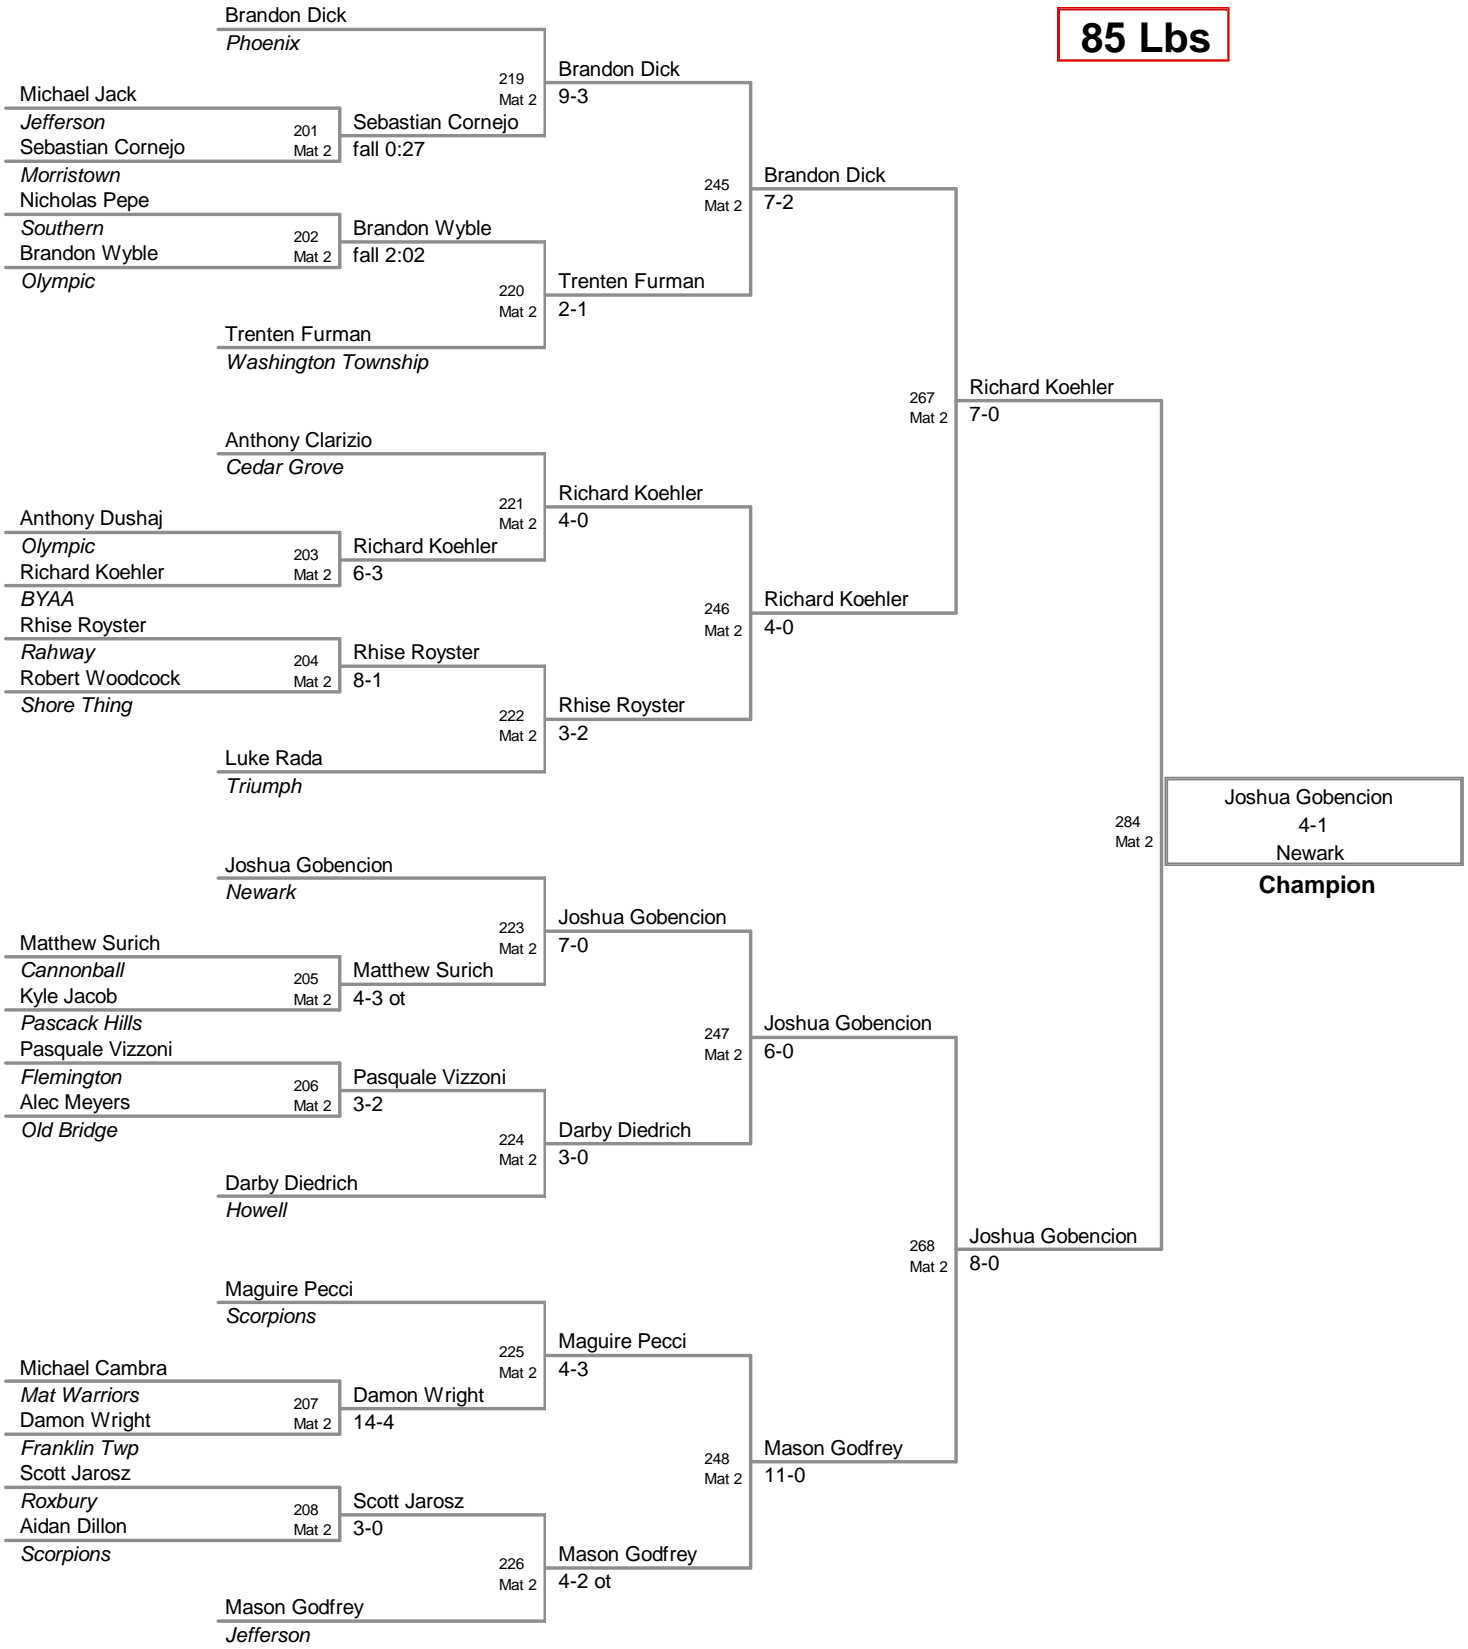 Brandon Dick
Phoenix
85 Lbs
219
Mat 2
Brandon Dick
9-3
Michael Jack
Jefferson
201
Mat 2
Sebastian Cornejo
fall 0:27
Sebastian Cornejo
Morristown
245
Mat 2
Brandon Dick
7-2
Nicholas Pepe
Southern
202
Mat 2
Brandon Wyble
fall 2:02
Brandon Wyble
Olympic
220
Mat 2
Trenten Furman
2-1
Trenten Furman
Washington Township
267
Mat 2
Richard Koehler
7-0
Anthony Clarizio
Cedar Grove
221
Mat 2
Richard Koehler
4-0
Anthony Dushaj
Olympic
203
Mat 2
Richard Koehler
6-3
Richard Koehler
BYAA
246
Mat 2
Richard Koehler
4-0
Rhise Royster
Rahway
204
Mat 2
Rhise Royster
8-1
Robert Woodcock
Shore Thing
222
Mat 2
Rhise Royster
3-2
Luke Rada
Triumph
284
Mat 2
Joshua Gobencion
4-1
Newark
Champion
Joshua Gobencion
Newark
223
Mat 2
Joshua Gobencion
7-0
Matthew Surich
Cannonball
205
Mat 2
Matthew Surich
4-3 ot
Kyle Jacob
Pascack Hills
247
Mat 2
Joshua Gobencion
6-0
Pasquale Vizzoni
Flemington
206
Mat 2
Pasquale Vizzoni
3-2
Alec Meyers
Old Bridge
224
Mat 2
Darby Diedrich
3-0
Darby Diedrich
Howell
268
Mat 2
Joshua Gobencion
8-0
Maguire Pecci
Scorpions
225
Mat 2
Maguire Pecci
4-3
Michael Cambra
Mat Warriors
207
Mat 2
Damon Wright
14-4
Damon Wright
Franklin Twp
248
Mat 2
Mason Godfrey
11-0
Scott Jarosz
Roxbury
208
Mat 2
Scott Jarosz
3-0
Aidan Dillon
Scorpions
226
Mat 2
Mason Godfrey
4-2 ot
Mason Godfrey
Jefferson